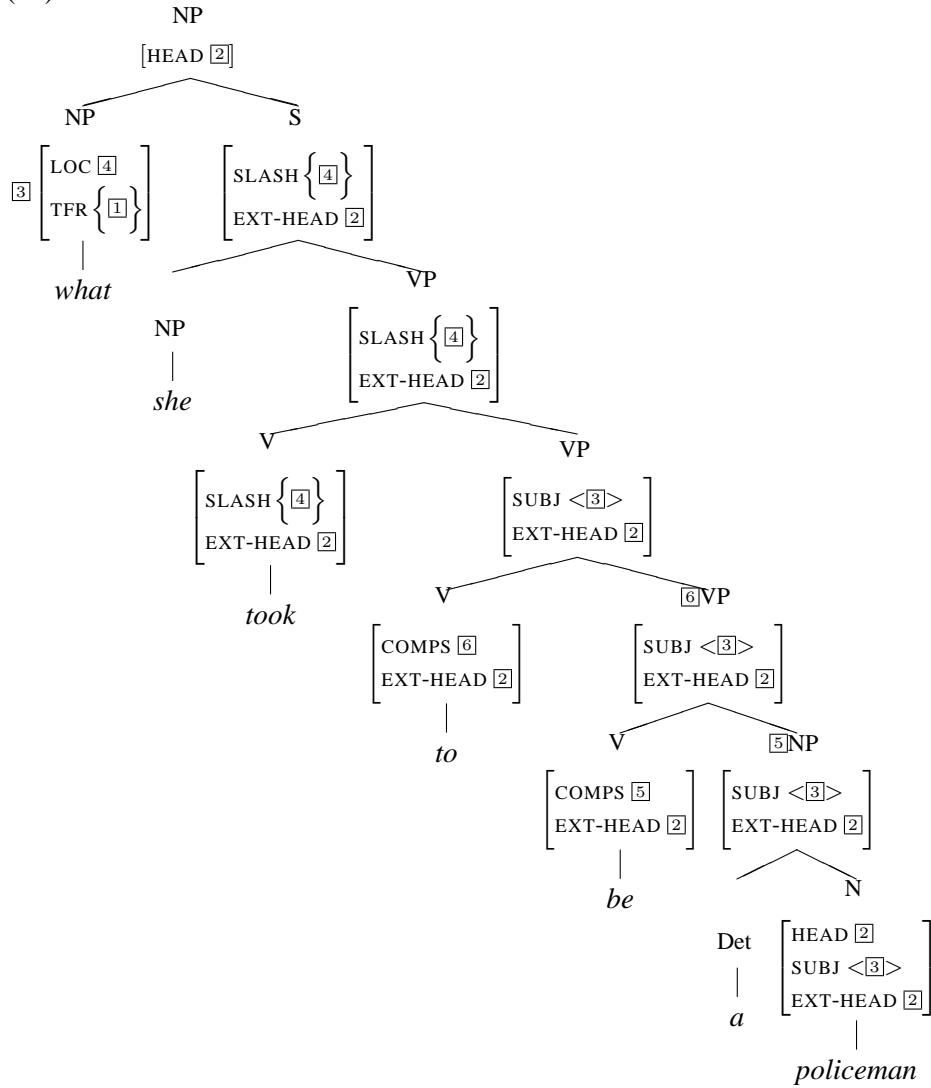 NP
[HEAD 2]
NP S
3 [LOC 4 TFR {1}] [SLASH {4} EXT-HEAD 2]
what VP
NP [SLASH {4} EXT-HEAD 2]
she
V VP
[SLASH {4} EXT-HEAD 2] [SUBJ <3> EXT-HEAD 2]
took V 6VP
[COMPS 6 EXT-HEAD 2] [SUBJ <3> EXT-HEAD 2]
to V 5NP
[COMPS 5 EXT-HEAD 2] [SUBJ <3> EXT-HEAD 2]
be N
Det [HEAD 2 SUBJ <3> EXT-HEAD 2]
a
policeman